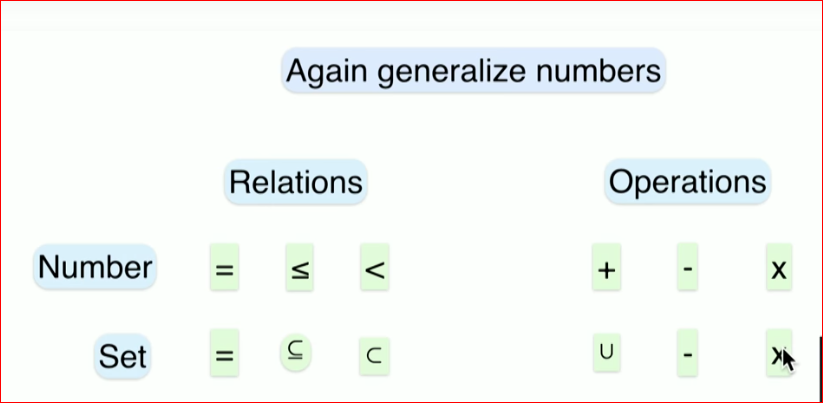 Again generalize numbers
Relations Operations
Number = ≤ < + - x
Set = ⊆ ⊂ ∪ - x